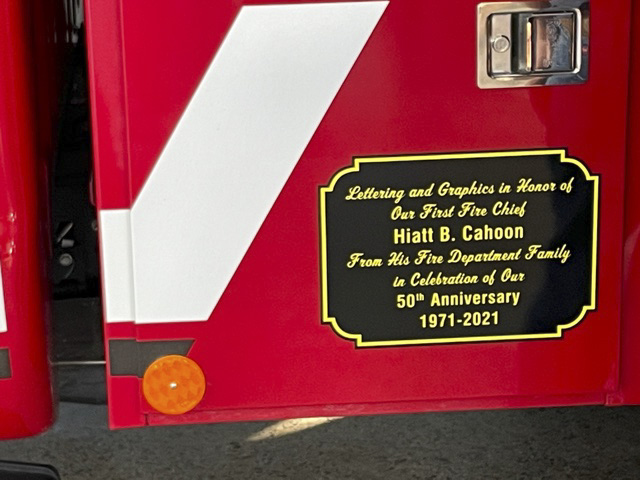 Lettering and Graphics in Honor of
Our First Fire Chief
Hiatt B. Cahoon
From His Fire Department Family
in Celebration of Our
50th Anniversary
1971-2021